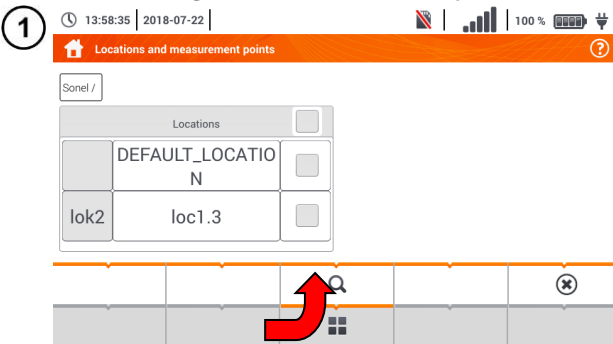 1
13:58:35 2018-07-22 100 %
Locations and measurement points ?
Sonel /
Locations
DEFAULT_LOCATIO
N
lok2 loc1.3